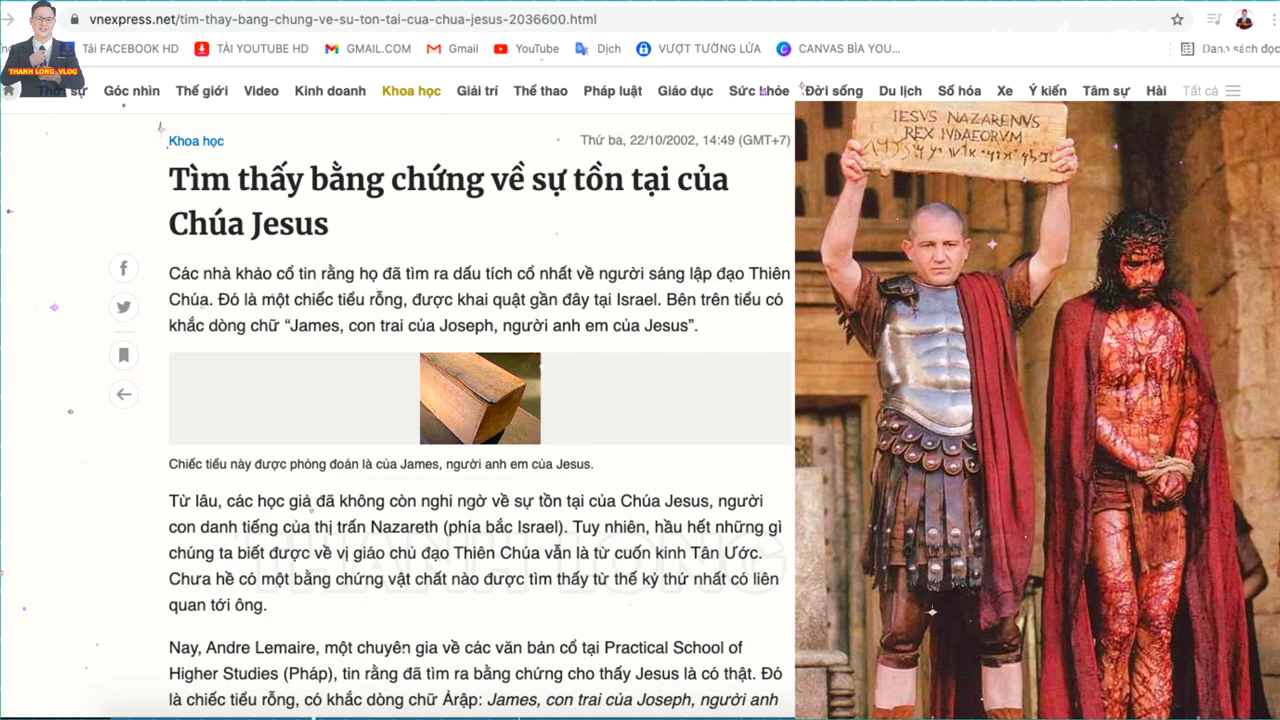 vnexpress.net/tim-thay-bang-chung-ve-su-ton-tai-cua-chua-jesus-2036600.html
Tải FACEBOOK HD TẢI YOUTUBE HD GMAIL.COM Gmail YouTube Dịch VƯỢT TƯỜNG LỬA CANVAS BÌA YOU... Danh sách đọc
THANH LONG VLOG
Thời sự Góc nhìn Thế giới Video Kinh doanh Khoa học Giải trí Thể thao Pháp luật Giáo dục Sức khỏe Đời sống Du lịch Số hóa Xe Ý kiến Tâm sự Hài Tất cả
IESVS NAZARENVS
REX IVDAEORVM
Khoa học Thứ ba, 22/10/2002, 14:49 (GMT+7)
Tìm thấy bằng chứng về sự tồn tại của
Chúa Jesus
Các nhà khảo cổ tin rằng họ đã tìm ra dấu tích cổ nhất về người sáng lập đạo Thiên
Chúa. Đó là một chiếc tiểu rỗng, được khai quật gần đây tại Israel. Bên trên tiểu có
khắc dòng chữ “James, con trai của Joseph, người anh em của Jesus”.
Chiếc tiểu này được phỏng đoán là của James, người anh em của Jesus.
Từ lâu, các học giả đã không còn nghi ngờ về sự tồn tại của Chúa Jesus, người
con danh tiếng của thị trấn Nazareth (phía bắc Israel). Tuy nhiên, hầu hết những gì
chúng ta biết được về vị giáo chủ đạo Thiên Chúa vẫn là từ cuốn kinh Tân Ước.
Chưa hề có một bằng chứng vật chất nào được tìm thấy từ thế kỷ thứ nhất có liên
quan tới ông.
THANH LONG
Nay, Andre Lemaire, một chuyên gia về các văn bản cổ tại Practical School of
Higher Studies (Pháp), tin rằng đã tìm ra bằng chứng cho thấy Jesus là có thật. Đó
là chiếc tiểu rỗng, có khắc dòng chữ Ảrập: James, con trai của Joseph, người anh